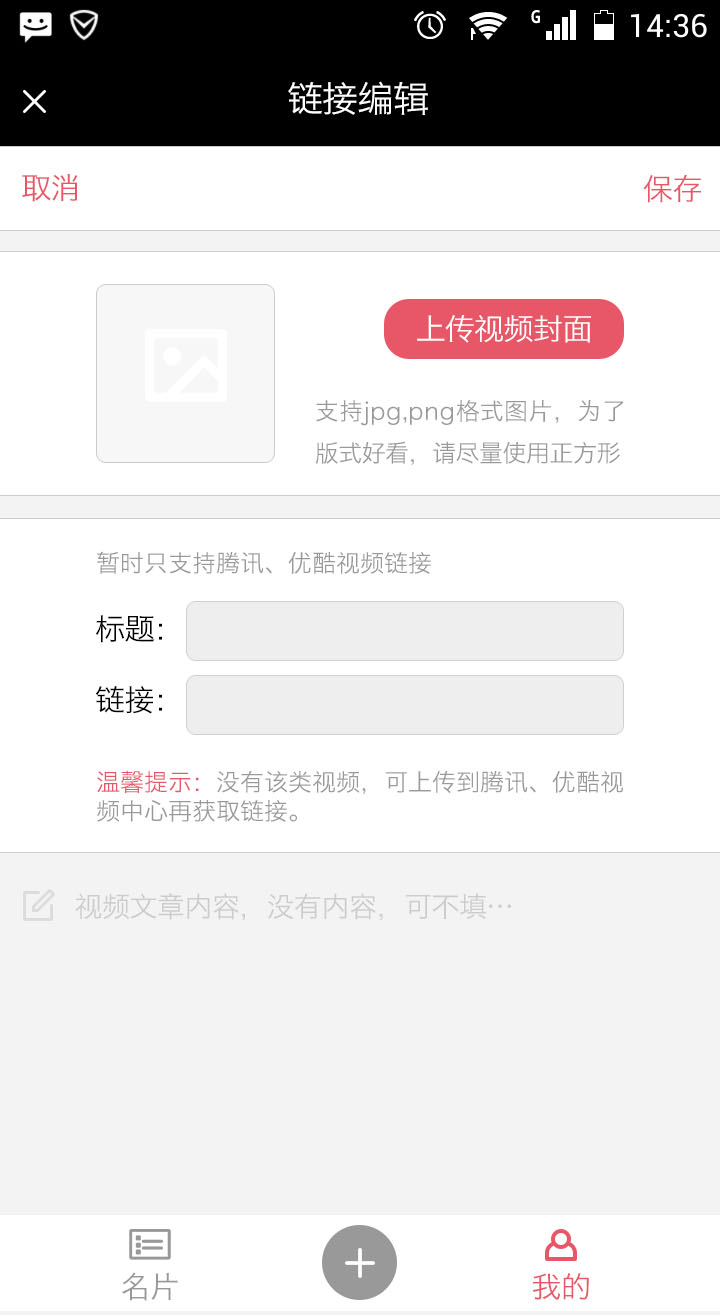 G 14:36
链接编辑
取消
保存
上传视频封面
支持jpg,png格式图片，为了
版式好看，请尽量使用正方形
暂时只支持腾讯、优酷视频链接
标题：
链接：
温馨提示：没有该类视频，可上传到腾讯、优酷视
频中心再获取链接。
视频文章内容，没有内容，可不填…
名片
我的